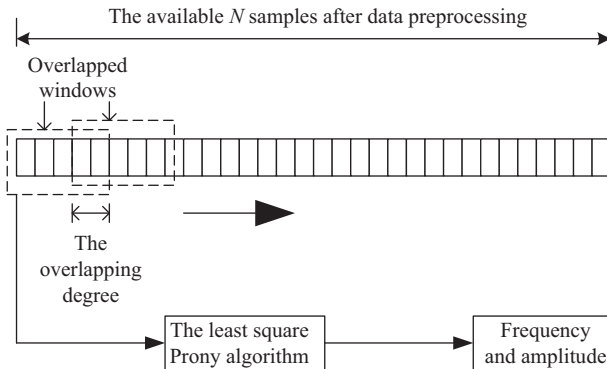 The available N samples after data preprocessing
Overlapped
windows
The
overlapping
degree
The least square
Prony algorithm
Frequency
and amplitude